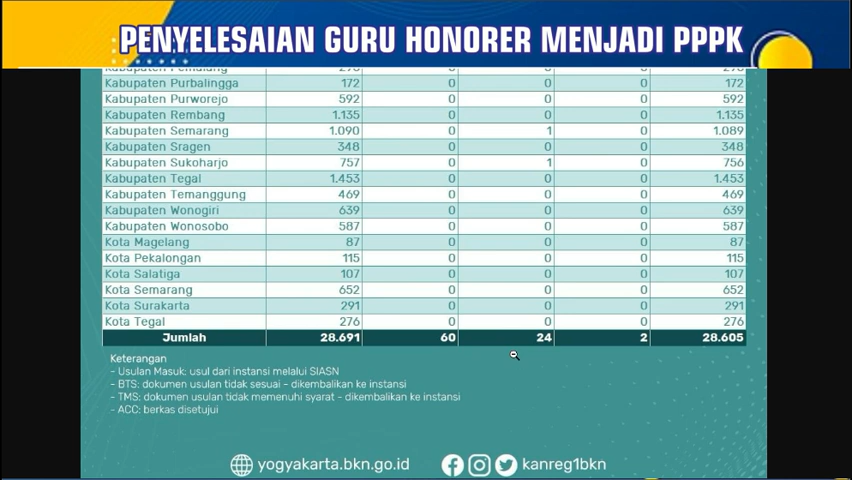 PENYELESAIAN GURU HONORER MENJADI PPPK
Kabupaten Pemalang
Kabupaten Purbalingga 172 0 0 0 172
Kabupaten Purworejo 592 0 0 0 592
Kabupaten Rembang 1.135 0 0 0 1.135
Kabupaten Semarang 1.090 0 1 0 1.089
Kabupaten Sragen 348 0 0 0 348
Kabupaten Sukoharjo 757 0 1 0 756
Kabupaten Tegal 1.453 0 0 0 1.453
Kabupaten Temanggung 469 0 0 0 469
Kabupaten Wonogiri 639 0 0 0 639
Kabupaten Wonosobo 587 0 0 0 587
Kota Magelang 87 0 0 0 87
Kota Pekalongan 115 0 0 0 115
Kota Salatiga 107 0 0 0 107
Kota Semarang 652 0 0 0 652
Kota Surakarta 291 0 0 0 291
Kota Tegal 276 0 0 0 276
Jumlah 28.691 60 24 2 28.605
Keterangan
- Usulan Masuk: usul dari instansi melalui SIASN
- BTS: dokumen usulan tidak sesuai - dikembalikan ke instansi
- TMS: dokumen usulan tidak memenuhi syarat - dikembalikan ke instansi
- ACC: berkas disetujui
yogyakarta.bkn.go.id kanreg1bkn